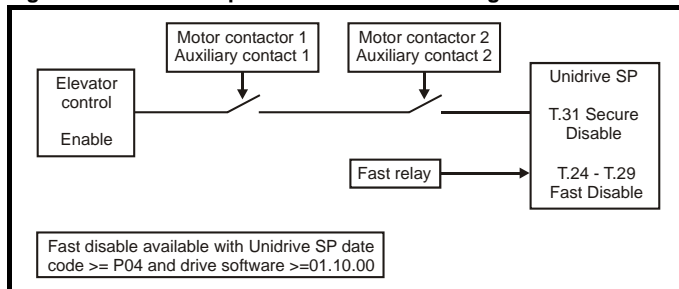 Motor contactor 1
Auxiliary contact 1
Motor contactor 2
Auxiliary contact 2
Elevator
control
Enable
Unidrive SP
T.31 Secure
Disable
T.24 - T.29
Fast Disable
Fast relay
Fast disable available with Unidrive SP date
code >= P04 and drive software >=01.10.00